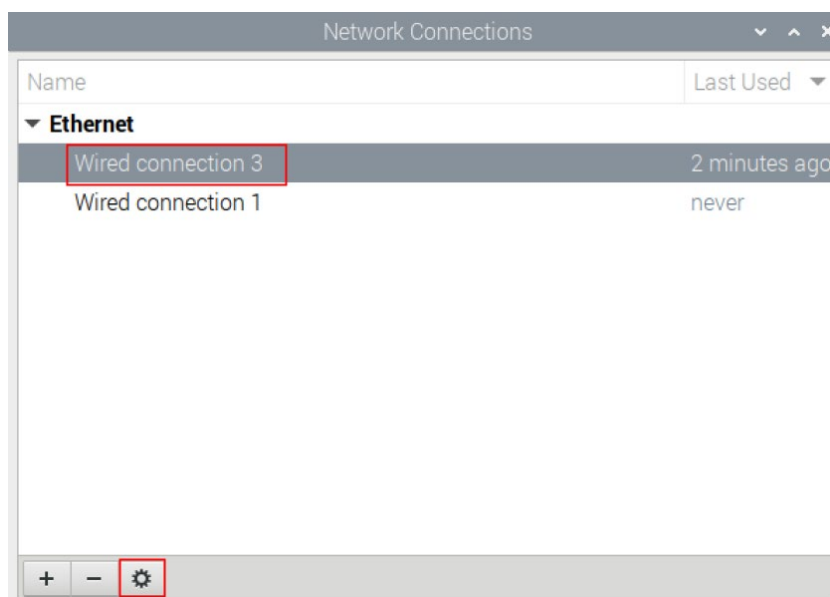 Network Connections
Name Last Used
Ethernet
Wired connection 3 2 minutes ago
Wired connection 1 never
+ −